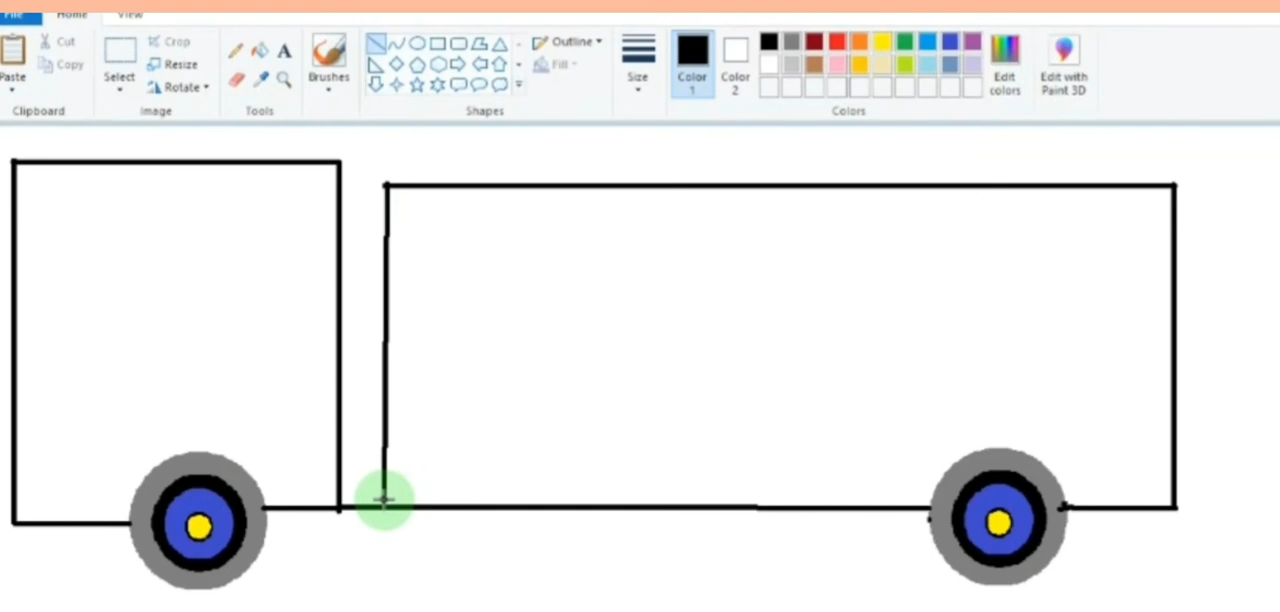 File Home View
Cut Crop Outline
Copy Resize Fill
Paste Select Rotate Brushes Size Color 1 Color 2 Edit colors Edit with Paint 3D
Clipboard Image Tools Shapes Colors